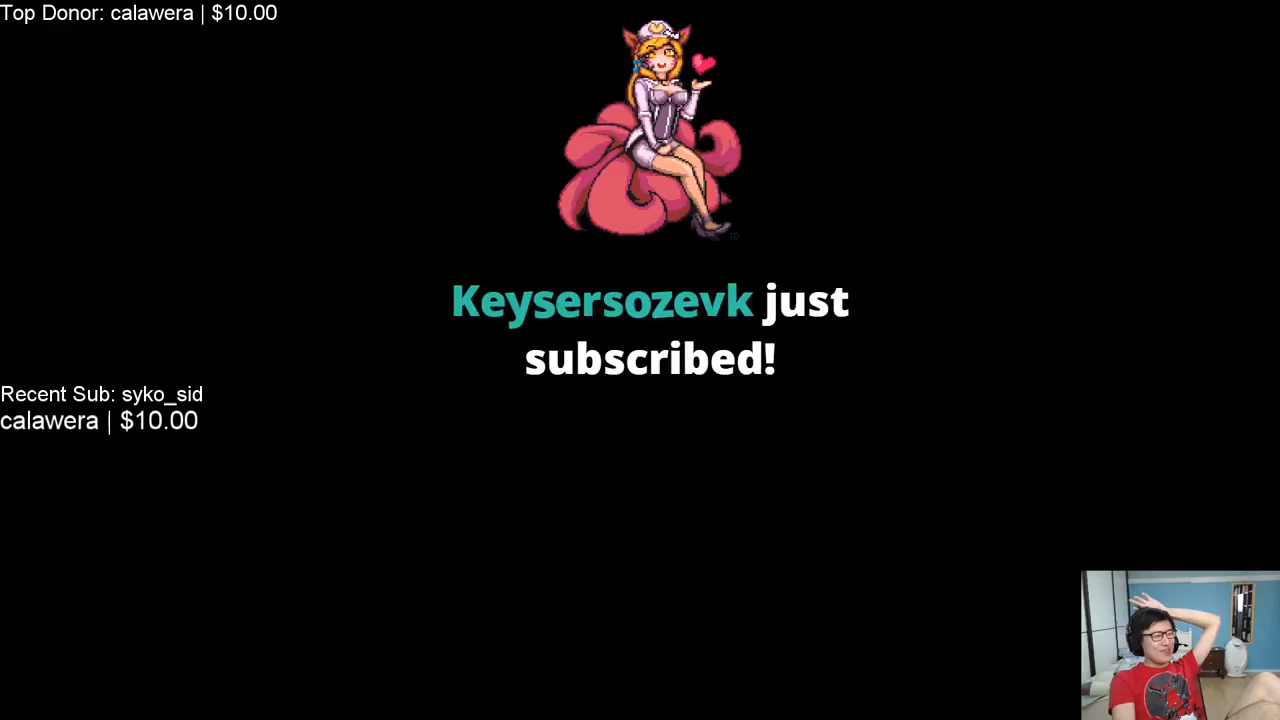 Top Donor: calawera | $10.00
Keysersozevk just
subscribed!
Recent Sub: syko_sid
calawera | $10.00